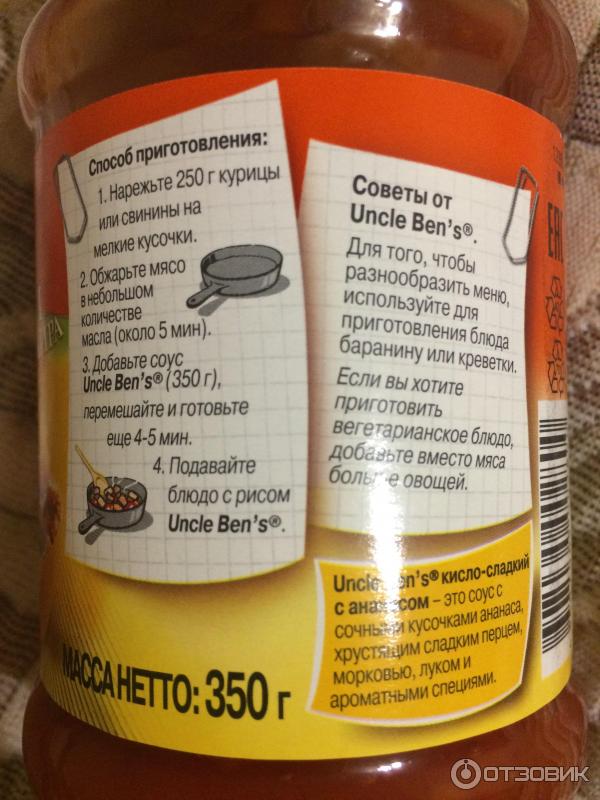 Способ приготовления:
1. Нарежьте 250 г курицы
или свинины на
мелкие кусочки.
2. Обжарьте мясо
в небольшом
количестве
масла (около 5 мин).
3. Добавьте соус
Uncle Ben's® (350 г),
перемешайте и готовьте
еще 4-5 мин.
4. Подавайте
блюдо с рисом
Uncle Ben's®.
Советы от
Uncle Ben's®.
Для того, чтобы
разнообразить меню,
используйте для
приготовления блюда
баранину или креветки.
Если вы хотите
приготовить
вегетарианское блюдо,
добавьте вместо мяса
больше овощей.
Uncle Ben's® кисло-сладкий
с ананасом – это соус с
сочными кусочками ананаса,
хрустящим сладким перцем,
морковью, луком и
ароматными специями.
МАССА НЕТТО: 350 г
EAC
ОТЗОВИК